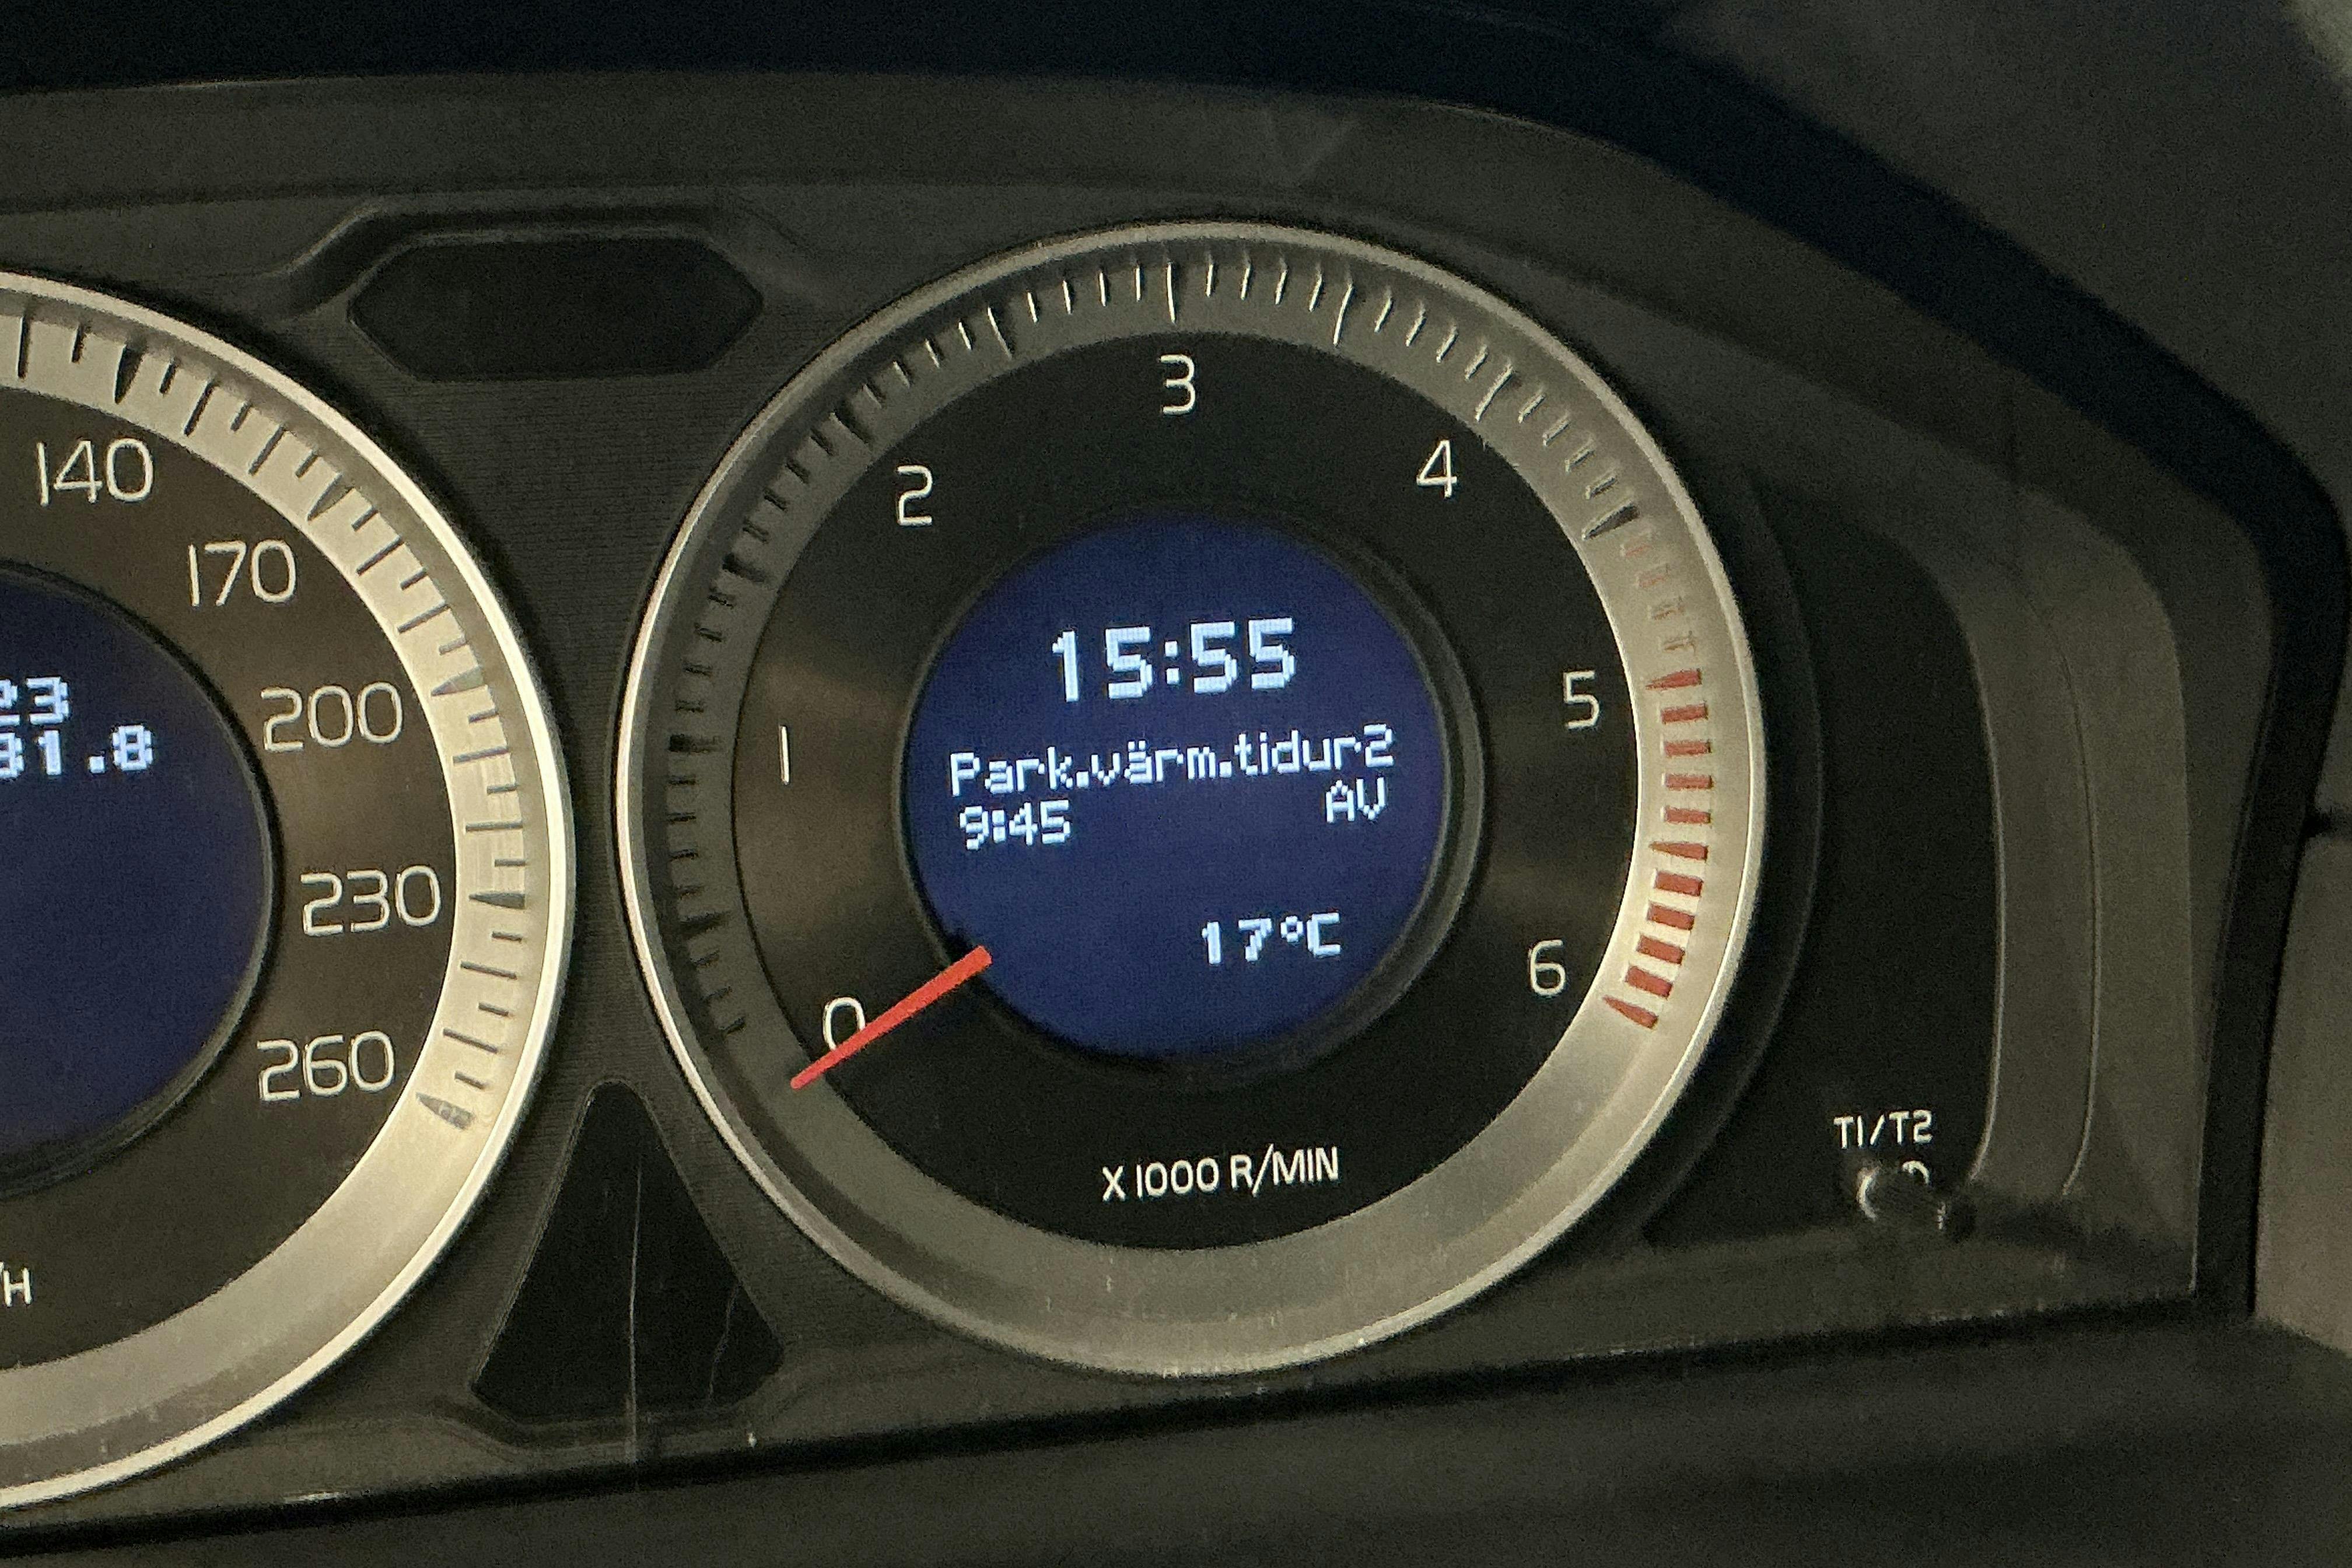 140
170
200
230
260
15:55
Park.värm.tidur2
9:45 AV
17°C
0
1
2
3
4
5
6
X 1000 R/MIN
T1/T2